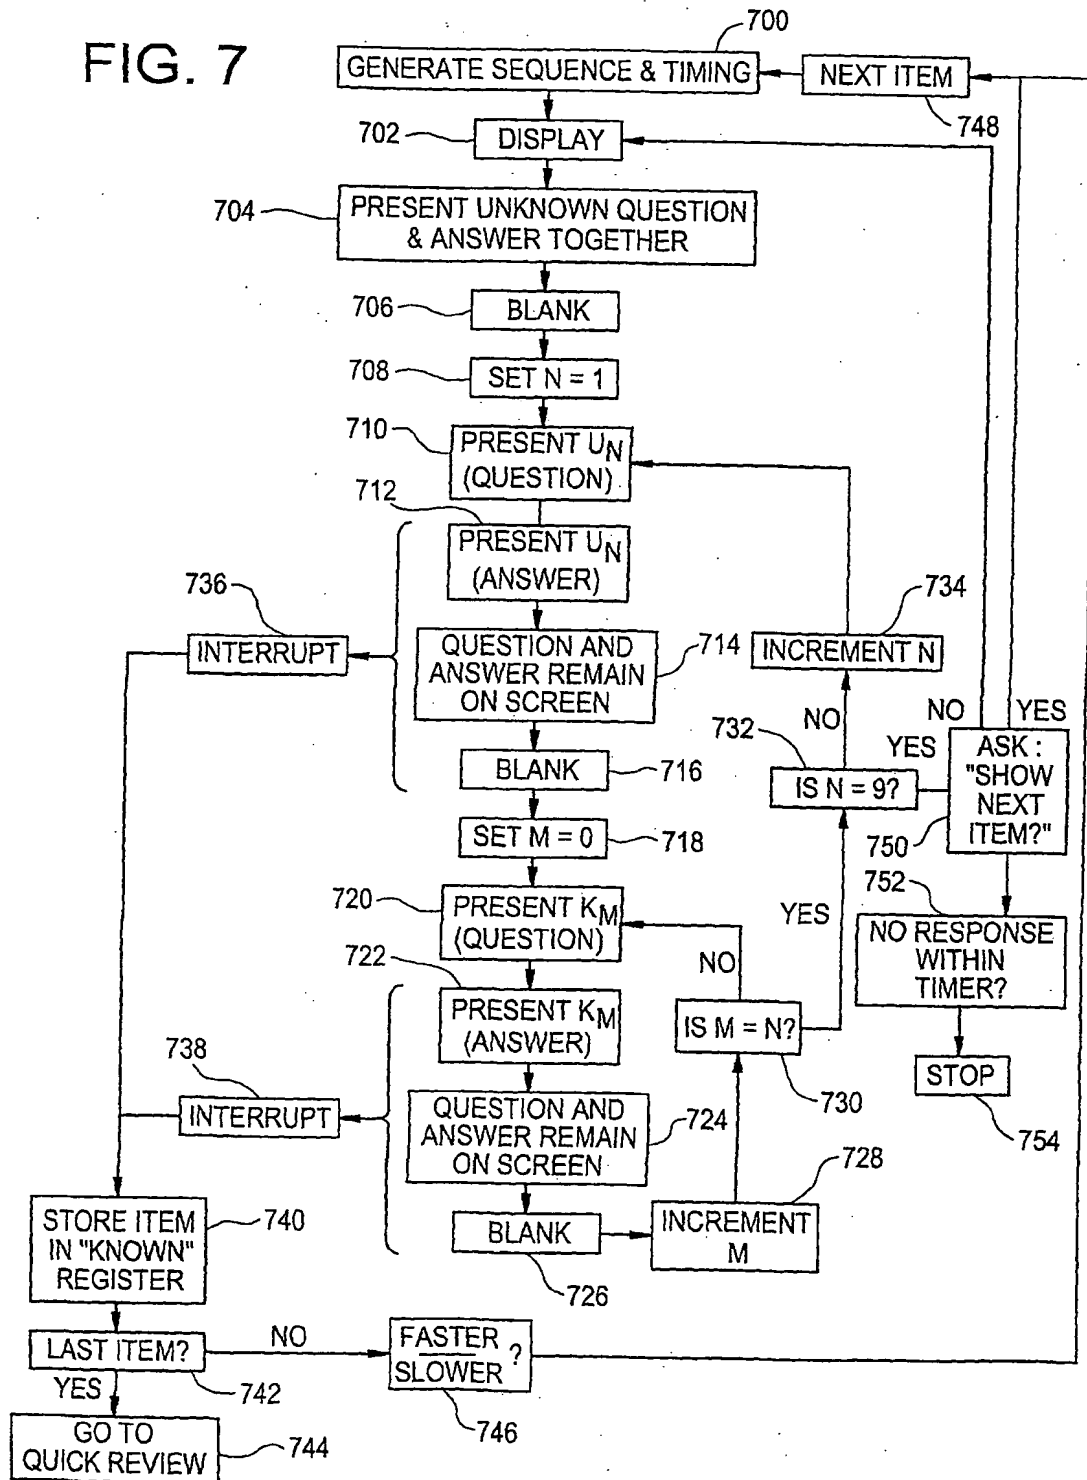 FIG. 7
700
GENERATE SEQUENCE & TIMING
NEXT ITEM
748
702
DISPLAY
704
PRESENT UNKNOWN QUESTION
& ANSWER TOGETHER
706
BLANK
708
SET N = 1
710
PRESENT UN
(QUESTION)
712
PRESENT UN
(ANSWER)
736
INTERRUPT
QUESTION AND
ANSWER REMAIN
ON SCREEN
714
734
INCREMENT N
NO
732
IS N = 9?
YES
NO
YES
ASK :
"SHOW
NEXT
ITEM?"
750
BLANK
716
SET M = 0
718
720
PRESENT KM
(QUESTION)
722
PRESENT KM
(ANSWER)
NO
YES
IS M = N?
730
752
NO RESPONSE
WITHIN
TIMER?
STOP
754
738
INTERRUPT
QUESTION AND
ANSWER REMAIN
ON SCREEN
724
728
BLANK
726
INCREMENT
M
STORE ITEM
IN "KNOWN"
REGISTER
740
LAST ITEM?
742
NO
FASTER
SLOWER ?
746
YES
GO TO
QUICK REVIEW
744